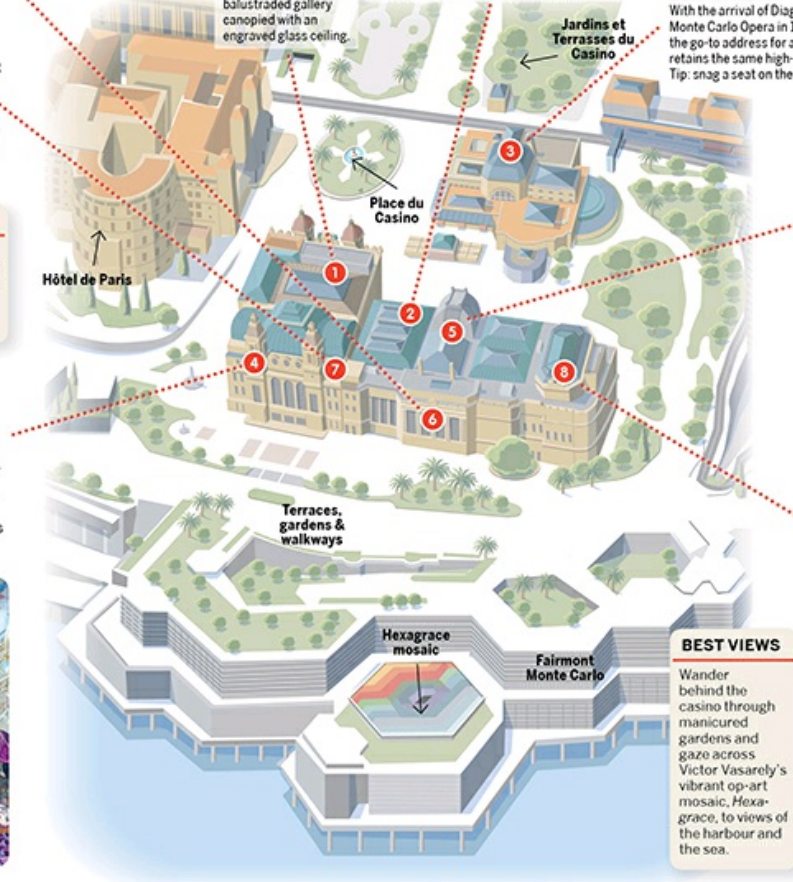 balustraded gallery
canopied with an
engraved glass ceiling.
With the arrival of Diag
Monte Carlo Opera in 1
the go-to address for a
retains the same high-
Tip: snag a seat on the
Jardins et
Terrasses du
Casino
3
Place du
Casino
Hôtel de Paris
1
2
5
4
7
8
6
Terraces,
gardens &
walkways
Hexagrace
mosaic
Fairmont
Monte Carlo
BEST VIEWS
Wander
behind the
casino through
manicured
gardens and
gaze across
Victor Vasarely's
vibrant op-art
mosaic, Hexa-
grace, to views of
the harbour and
the sea.